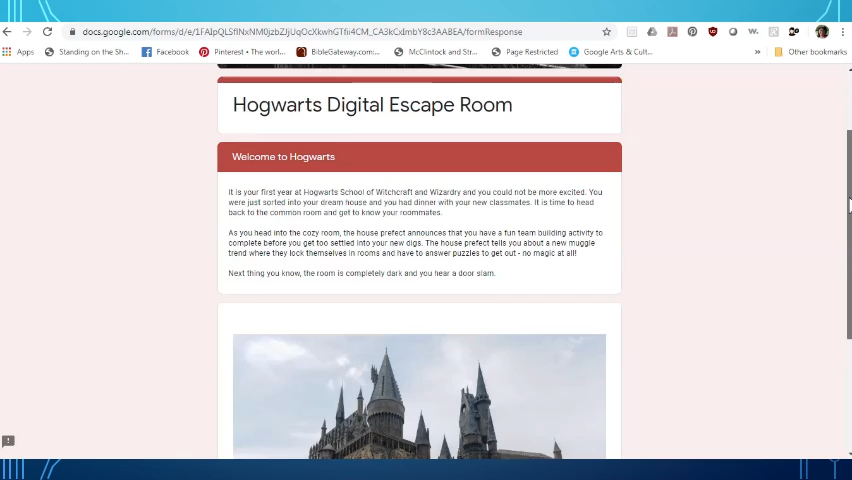 docs.google.com/forms/d/e/1FAIpQLSflNxNM0jzbZJjUqOcXkwhGTfii4CM_CA3kCxImbY8c3AABEA/formResponse
Apps Standing on the Sh... Facebook Pinterest • The worl... BibleGateway.com:... McClintock and Str... Page Restricted Google Arts & Cult... » Other bookmarks
Hogwarts Digital Escape Room
Welcome to Hogwarts
It is your first year at Hogwarts School of Witchcraft and Wizardry and you could not be more excited. You
were just sorted into your dream house and you had dinner with your new classmates. It is time to head
back to the common room and get to know your roommates.
As you head into the cozy room, the house prefect announces that you have a fun team building activity to
complete before you get too settled into your new digs. The house prefect tells you about a new muggle
trend where they lock themselves in rooms and have to answer puzzles to get out - no magic at all!
Next thing you know, the room is completely dark and you hear a door slam.